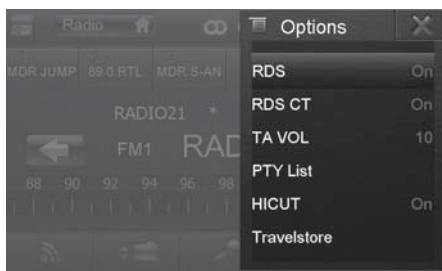 Radio
Options
MDR JUMP 89.0 RTL MDR S-AN
RDS On
RADIO21 *
RDS CT On
FM1 RAD
TA VOL 10
PTY List
88 90 92 94 96 98
HICUT On
Travelstore